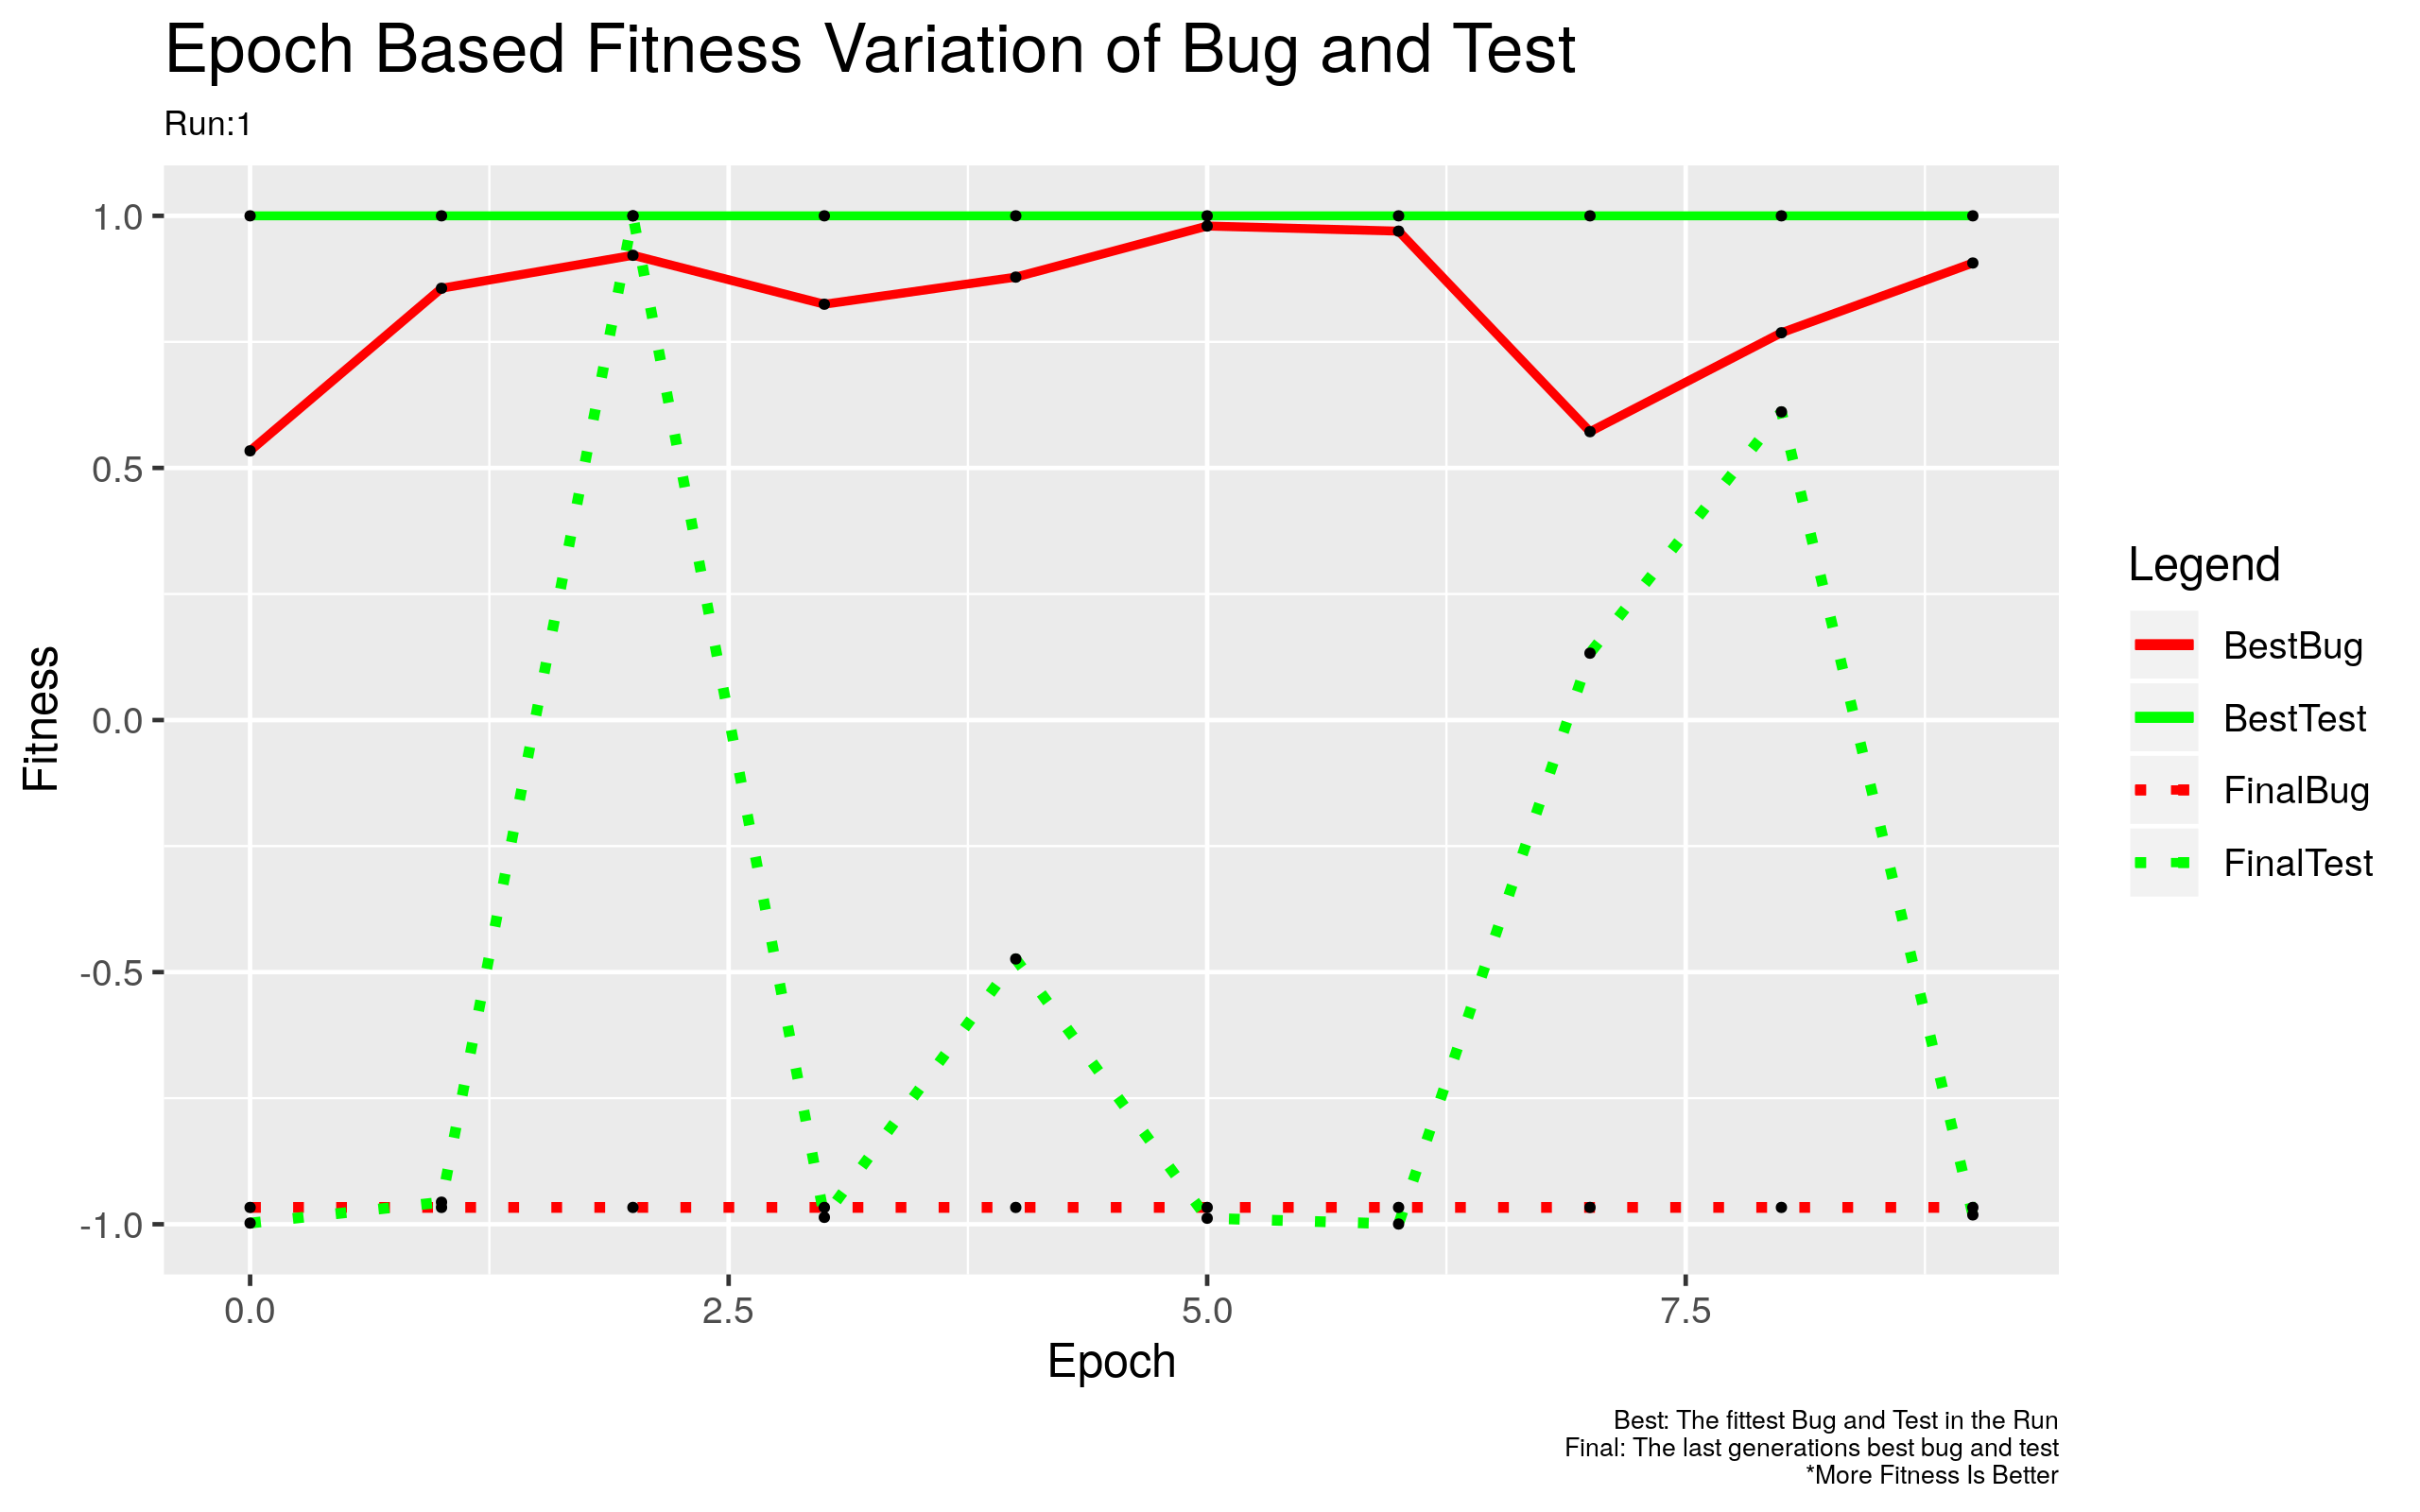 Epoch Based Fitness Variation of Bug and Test
Run:1
1.0
0.5
0.0
-0.5
-1.0
Fitness
0.0 2.5 5.0 7.5
Epoch
Legend
BestBug
BestTest
FinalBug
FinalTest
Best: The fittest Bug and Test in the Run
Final: The last generations best bug and test
*More Fitness Is Better